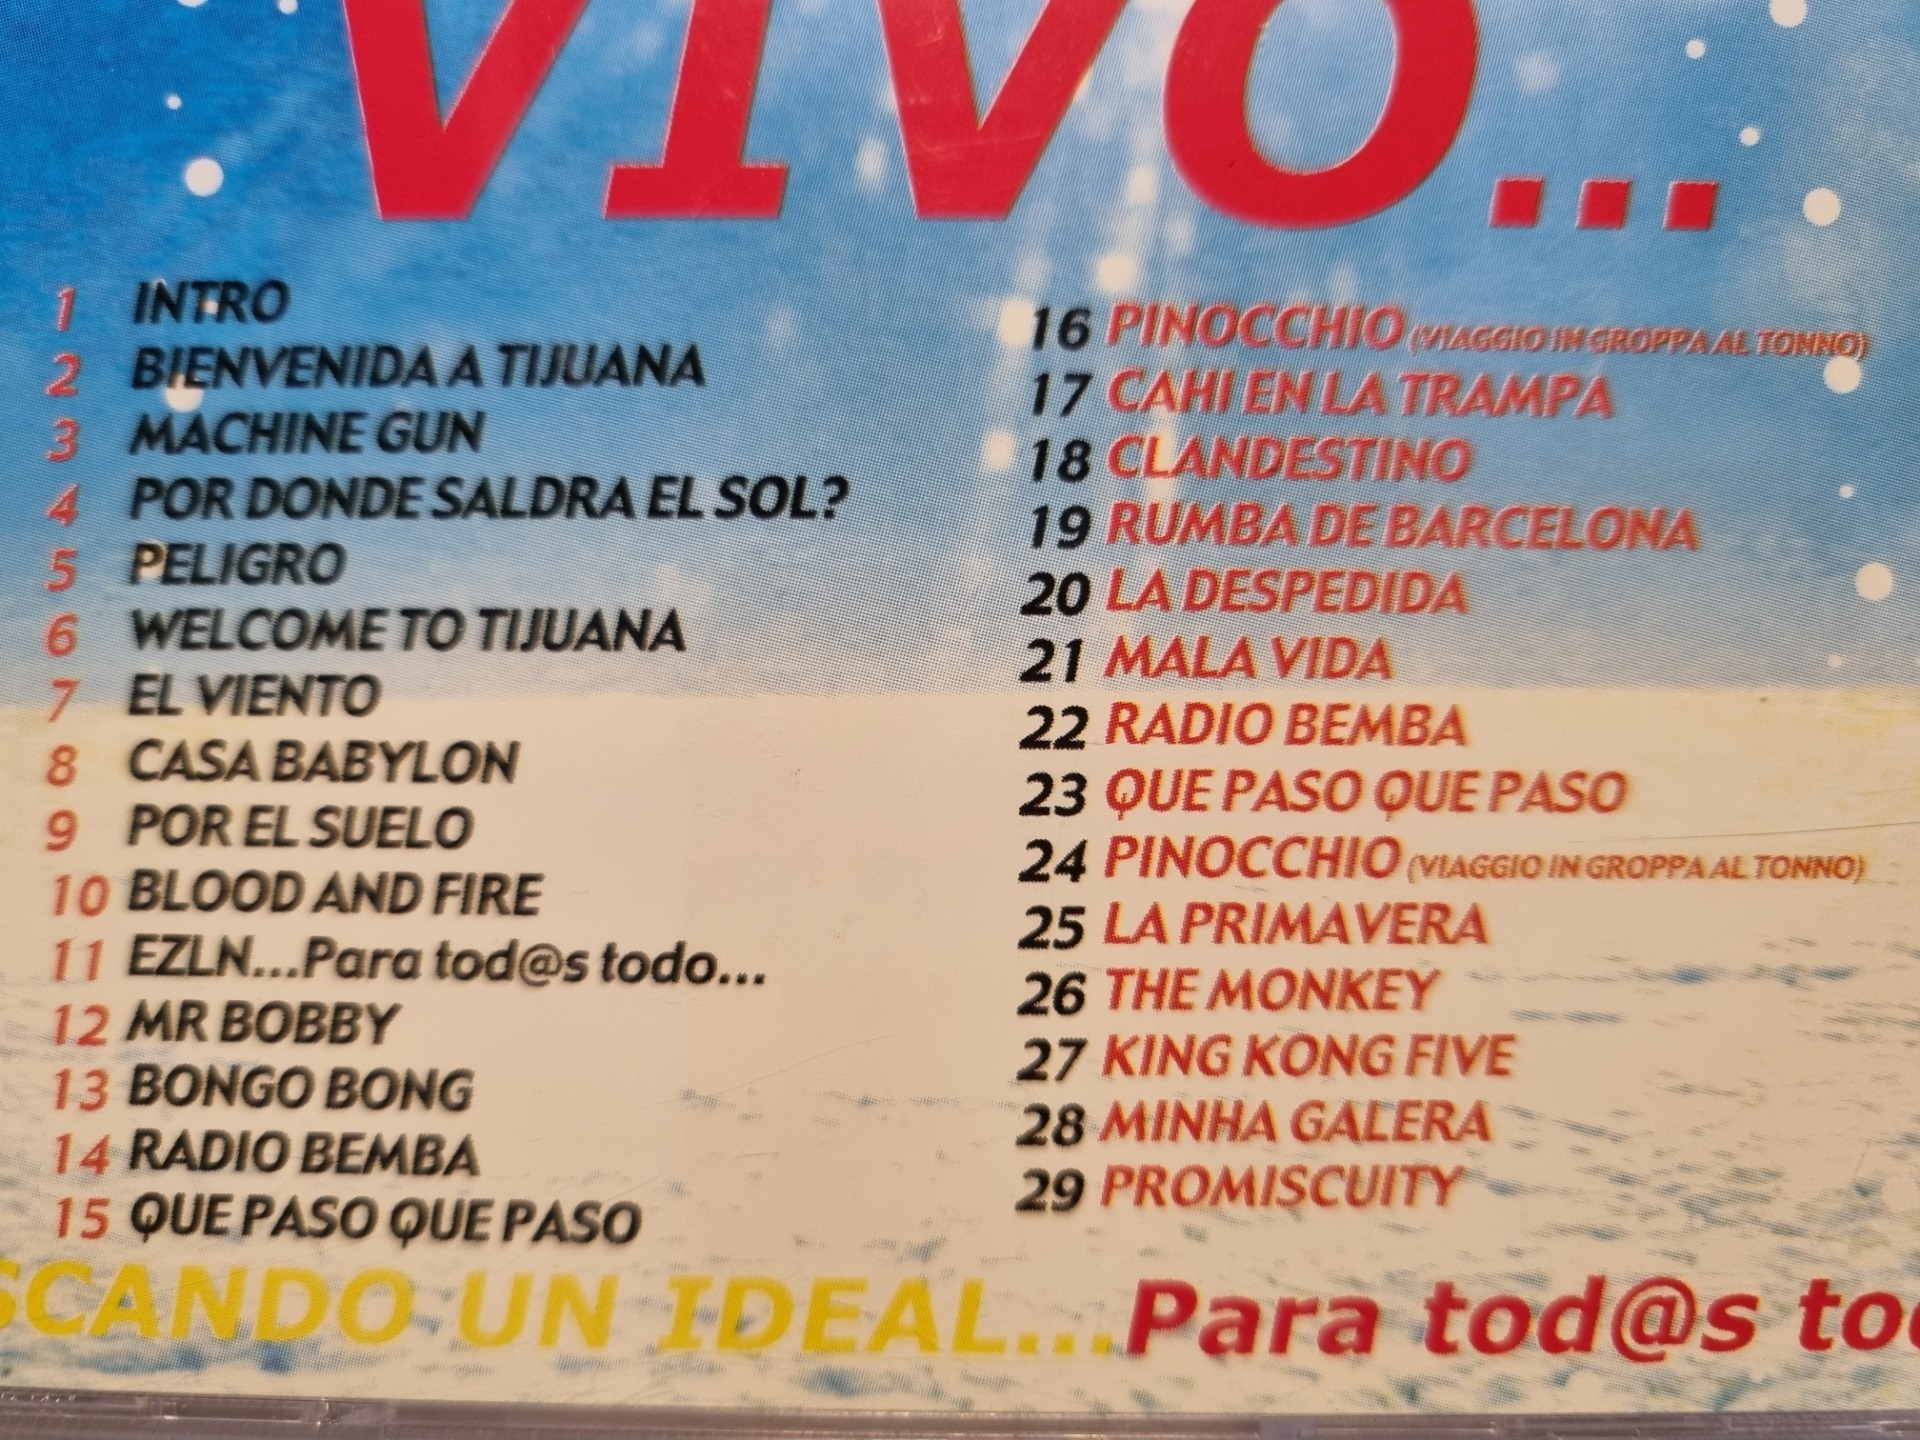 VIVO...
1 INTRO
2 BIENVENIDA A TIJUANA
3 MACHINE GUN
4 POR DONDE SALDRA EL SOL?
5 PELIGRO
6 WELCOME TO TIJUANA
7 EL VIENTO
8 CASA BABYLON
9 POR EL SUELO
10 BLOOD AND FIRE
11 EZLN...Para tod@s todo...
12 MR BOBBY
13 BONGO BONG
14 RADIO BEMBA
15 QUE PASO QUE PASO
16 PINOCCHIO (VIAGGIO IN GROPPA AL TONNO)
17 CAHI EN LA TRAMPA
18 CLANDESTINO
19 RUMBA DE BARCELONA
20 LA DESPEDIDA
21 MALA VIDA
22 RADIO BEMBA
23 QUE PASO QUE PASO
24 PINOCCHIO (VIAGGIO IN GROPPA AL TONNO)
25 LA PRIMAVERA
26 THE MONKEY
27 KING KONG FIVE
28 MINHA GALERA
29 PROMISCUITY
SCANDO UN IDEAL...Para tod@s to